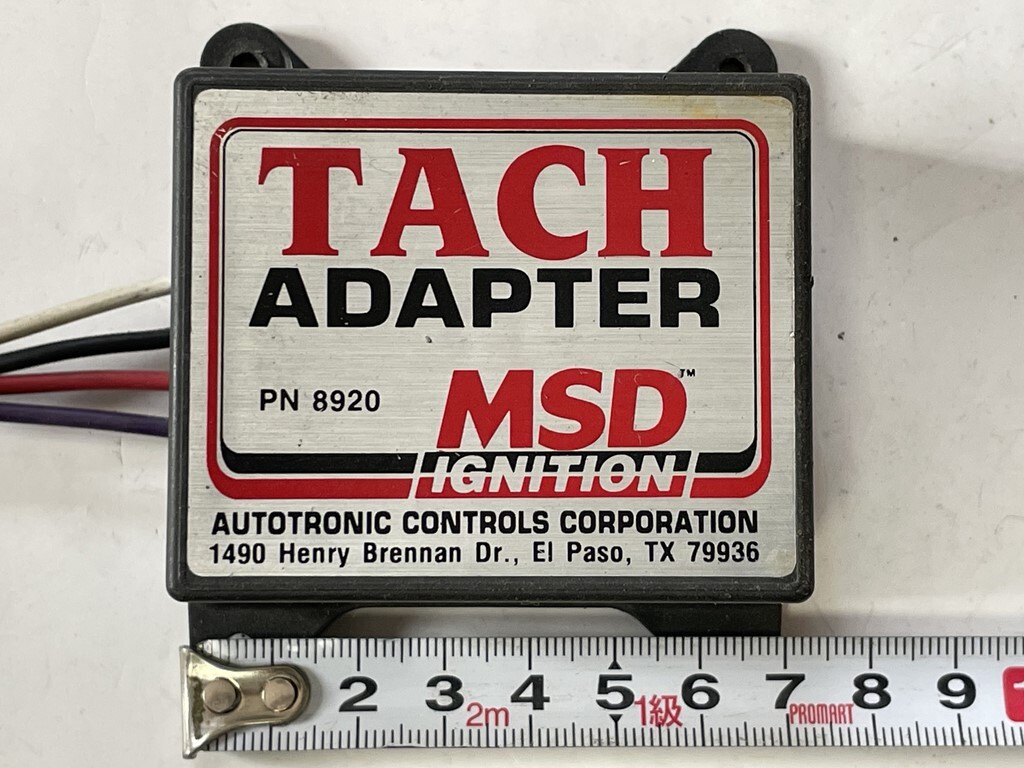 TACH
ADAPTER
PN 8920
MSD™
IGNITION
AUTOTRONIC CONTROLS CORPORATION
1490 Henry Brennan Dr., El Paso, TX 79936
2 3 4 5 6 7 8 9
2m 1級 PROMART